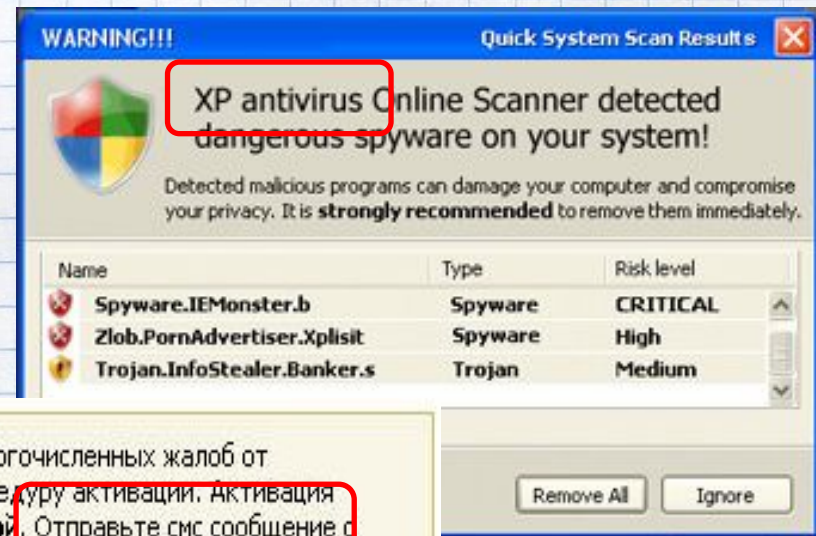 WARNING!!! Quick System Scan Results
XP antivirus Online Scanner detected
dangerous spyware on your system!
Detected malicious programs can damage your computer and compromise
your privacy. It is strongly recommended to remove them immediately.
Name Type Risk level
Spyware.IEMonster.b Spyware CRITICAL
Zlob.PornAdvertiser.Xplisit Spyware High
Trojan.InfoStealer.Banker.s Trojan Medium
Remove All Ignore
жалоб от
активации. Активация
Отправьте смс сообщение с